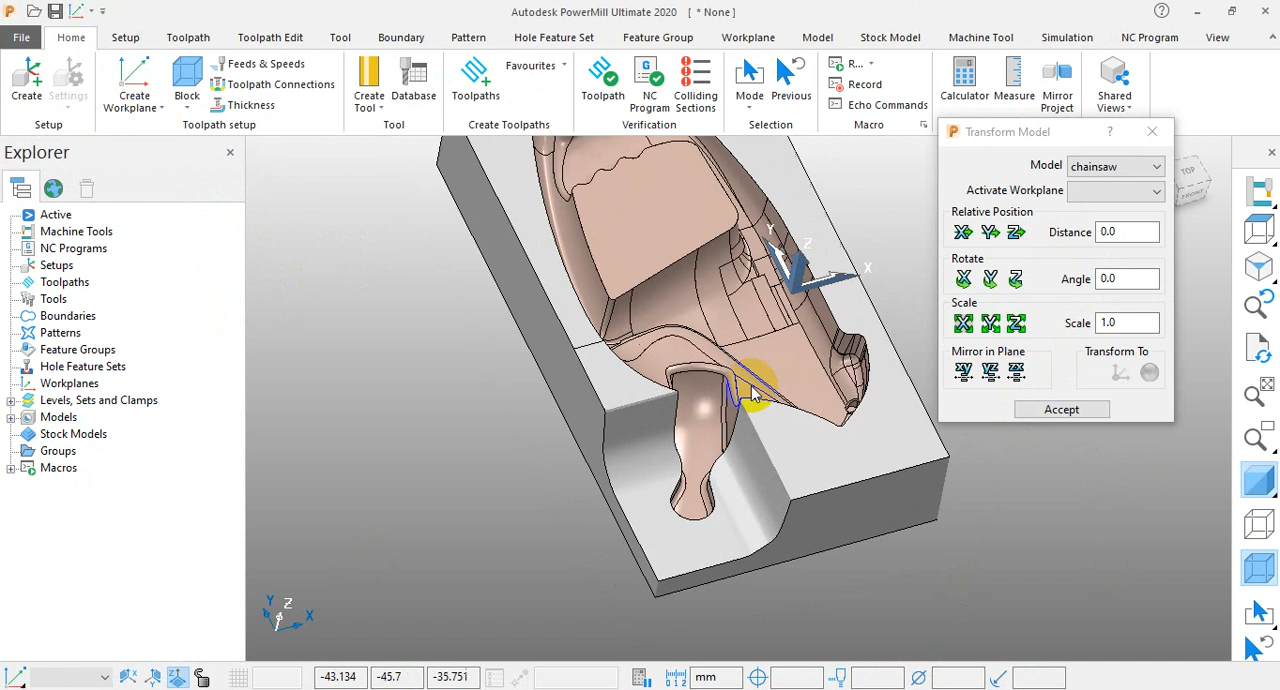 Autodesk PowerMill Ultimate 2020 [ * None ]
File Home Setup Toolpath Toolpath Edit Tool Boundary Pattern Hole Feature Set Feature Group Workplane Model Stock Model Machine Tool Simulation NC Program View
Create
Settings
Setup
Create Workplane
Block
Feeds & Speeds
Toolpath Connections
Thickness
Toolpath setup
Create Tool
Database
Tool
Toolpaths
Favourites
Create Toolpaths
Toolpath
NC Program
Colliding Sections
Verification
Mode
Previous
Selection
R...
Record
Echo Commands
Macro
Calculator
Measure
Mirror Project
Shared Views
Explorer
Active
Machine Tools
NC Programs
Setups
Toolpaths
Tools
Boundaries
Patterns
Feature Groups
Hole Feature Sets
Workplanes
Levels, Sets and Clamps
Models
Stock Models
Groups
Macros
Transform Model
Model chainsaw
Activate Workplane
Relative Position
X Y Z Distance 0.0
Rotate
X Y Z Angle 0.0
Scale
X Y Z Scale 1.0
Mirror in Plane
xy yz zx
Transform To
Accept
TOP
FRONT
Y Z X
Y Z X
-43.134 -45.7 -35.751 mm